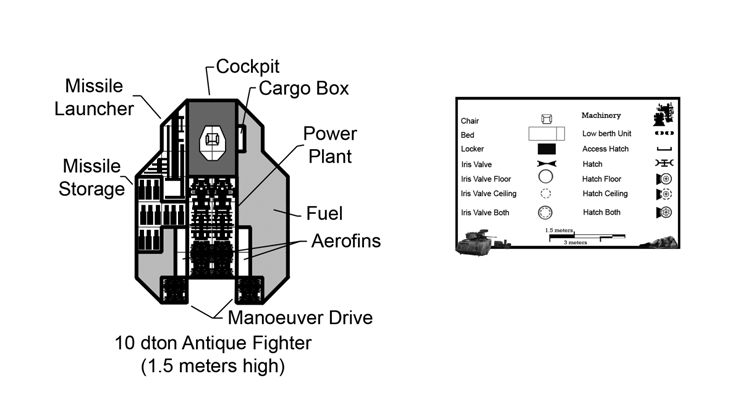 Cockpit
Missile
Launcher
Cargo Box
Power
Plant
Missile
Storage
Fuel
Aerofins
Manoeuver Drive
10 dton Antique Fighter
(1.5 meters high)
Chair
Machinery
Bed
Low berth Unit
Locker
Access Hatch
Iris Valve
Hatch
Iris Valve Floor
Hatch Floor
Iris Valve Ceiling
Hatch Ceiling
Iris Valve Both
Hatch Both
1.5 meters
3 meters